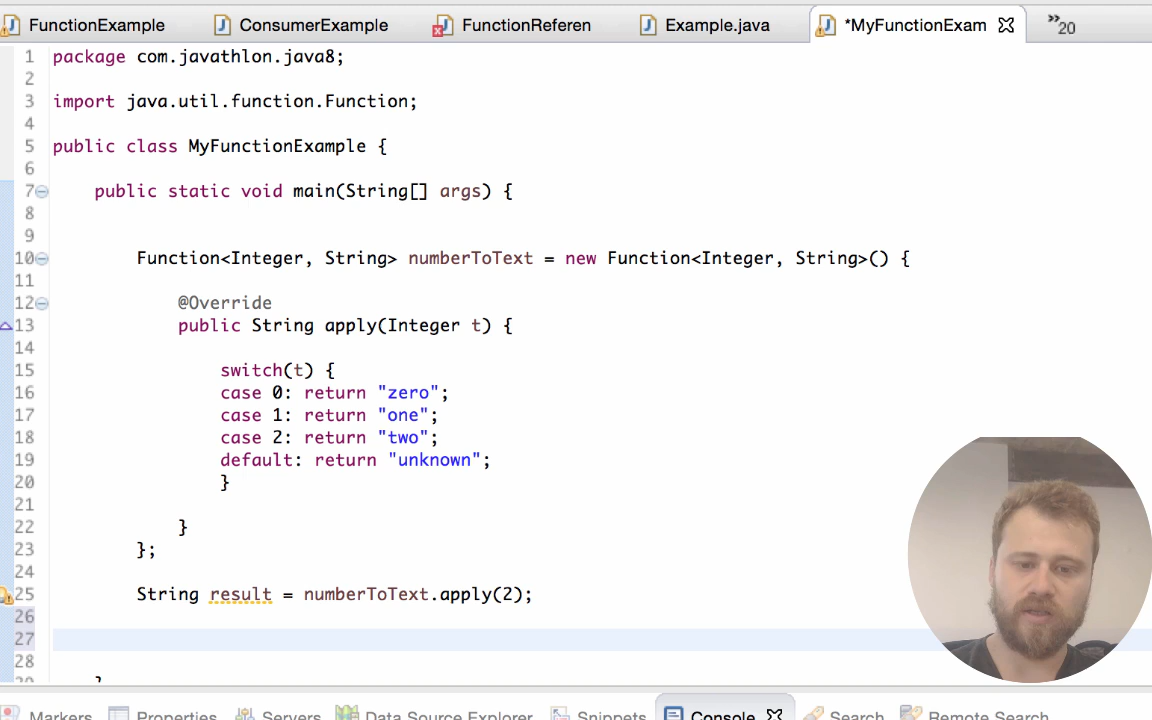 FunctionExample ConsumerExample FunctionReferen Example.java *MyFunctionExam »20
1 package com.javathlon.java8;
2
3 import java.util.function.Function;
4
5 public class MyFunctionExample {
6
7 public static void main(String[] args) {
8
9
10 Function<Integer, String> numberToText = new Function<Integer, String>() {
11
12 @Override
13 public String apply(Integer t) {
14
15 switch(t) {
16 case 0: return "zero";
17 case 1: return "one";
18 case 2: return "two";
19 default: return "unknown";
20 }
21
22 }
23 };
24
25 String result = numberToText.apply(2);
26
27
28
29 }
Markers Properties Servers Data Source Explorer Snippets Console Search Remote Search